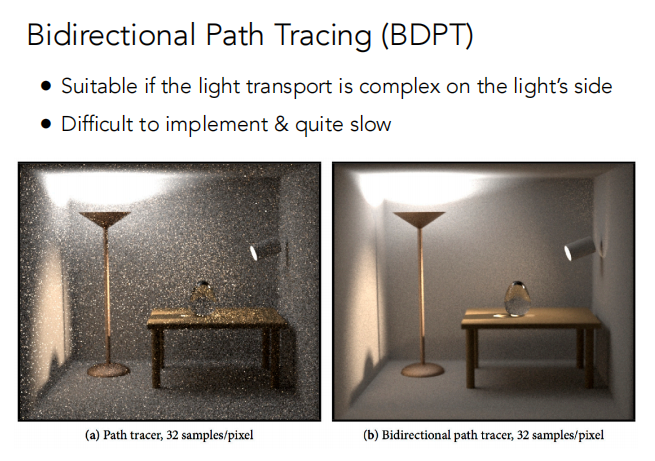 Bidirectional Path Tracing (BDPT)
● Suitable if the light transport is complex on the light’s side
● Difficult to implement & quite slow
(a) Path tracer, 32 samples/pixel
(b) Bidirectional path tracer, 32 samples/pixel